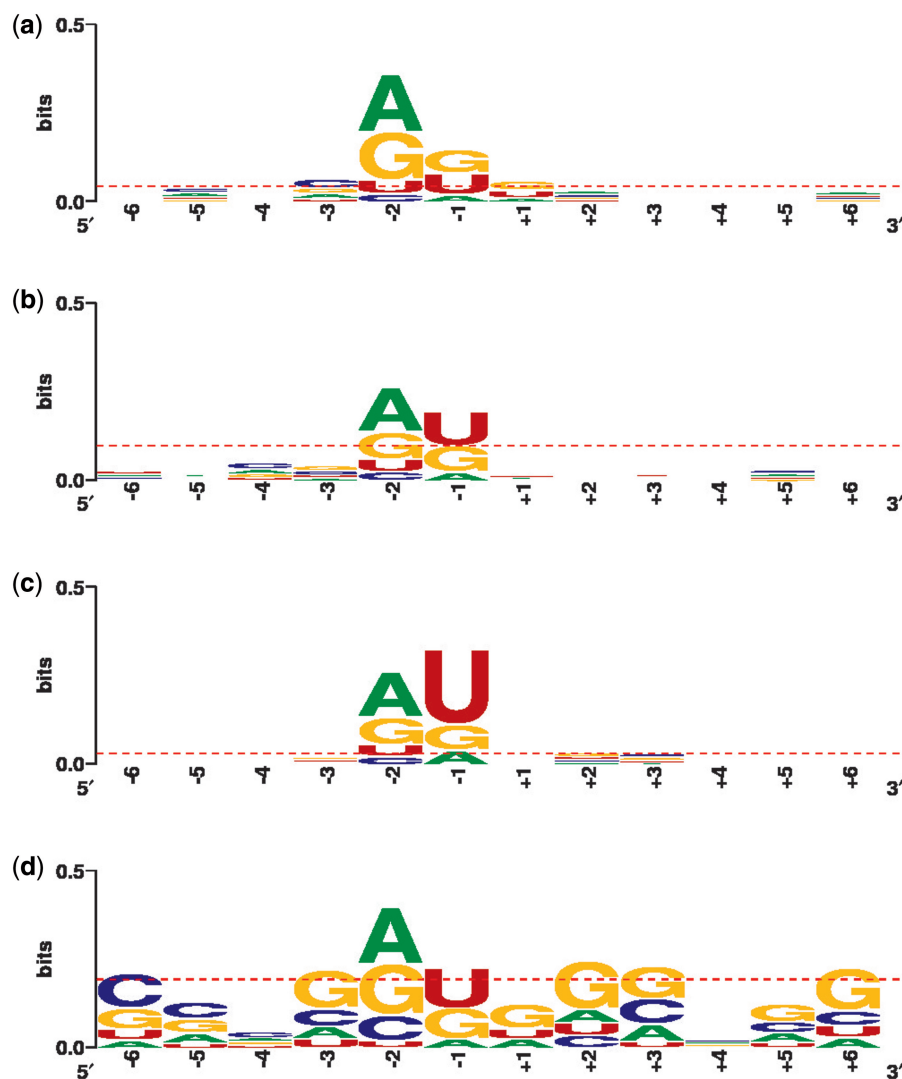 (a)
0.5
bits
A
G G
C U U G
0.0 A C A A
5′ -6 -5 -4 -3 -2 -1 +1 +2 +3 +4 +5 +6 3′
(b)
0.5
bits
A U
G G
U
0.0 C A
5′ -6 -5 -4 -3 -2 -1 +1 +2 +3 +4 +5 +6 3′
(c)
0.5
bits
A U
G G
U
0.0 C A
5′ -6 -5 -4 -3 -2 -1 +1 +2 +3 +4 +5 +6 3′
(d)
0.5
bits
A
C C G G U G G G G G
G G C C G U A C C C
U A A U A U U A A U
0.0 A U U A C U U A
5′ -6 -5 -4 -3 -2 -1 +1 +2 +3 +4 +5 +6 3′